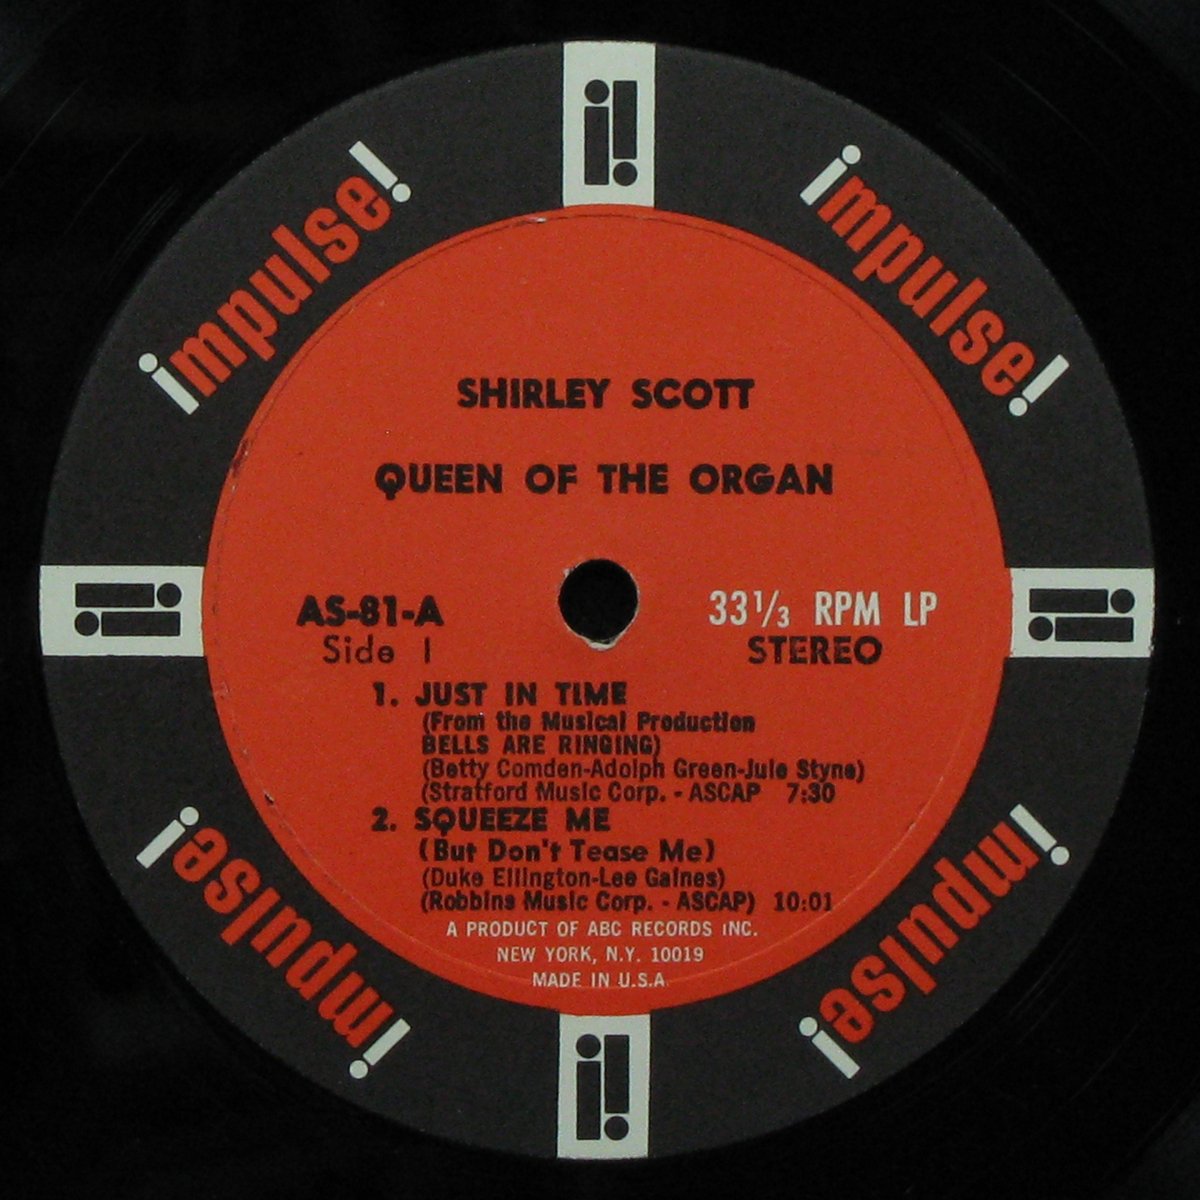 impulse!
impulse!
SHIRLEY SCOTT
QUEEN OF THE ORGAN
AS-81-A
Side 1
33 1/3 RPM LP
STEREO
1. JUST IN TIME
(From the Musical Production
BELLS ARE RINGING)
(Betty Comden-Adolph Green-Jule Styne)
(Stratford Music Corp. - ASCAP 7:30
2. SQUEEZE ME
(But Don't Tease Me)
(Duke Ellington-Lee Gaines)
(Robbins Music Corp. - ASCAP) 10:01
A PRODUCT OF ABC RECORDS INC.
NEW YORK, N.Y. 10019
MADE IN U.S.A.
impulse!
impulse!